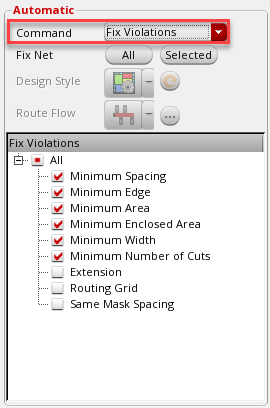 Automatic
Command Fix Violations
Fix Net All Selected
Design Style
Route Flow ...
Fix Violations
All
Minimum Spacing
Minimum Edge
Minimum Area
Minimum Enclosed Area
Minimum Width
Minimum Number of Cuts
Extension
Routing Grid
Same Mask Spacing